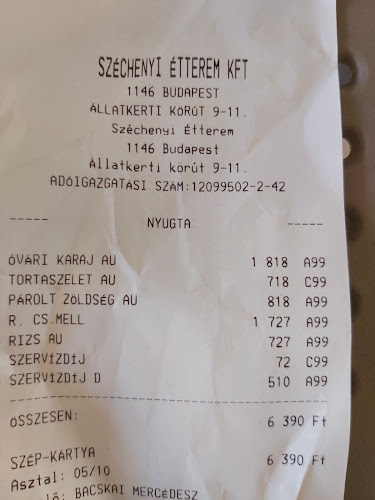 SZÉCHENYI ÉTTEREM KFT
1146 BUDAPEST
ÁLLATKERTI KÖRÚT 9-11.
Széchenyi Étterem
1146 Budapest
Állatkerti körút 9-11.
ADÓIGAZGATÁSI SZÁM:12099502-2-42
----- NYUGTA -----
ÓVÁRI KARAJ AU 1 818 A99
TORTASZELET AU 718 C99
PÁROLT ZÖLDSÉG AU 818 A99
R. CS.MELL 1 727 A99
RIZS AU 727 A99
SZERVÍZDÍJ 72 C99
SZERVÍZDÍJ D 510 A99
ÖSSZESEN: 6 390 Ft
SZÉP-KÁRTYA 6 390 Ft
Asztal: 05/10
BACSKAI MERCÉDESZ